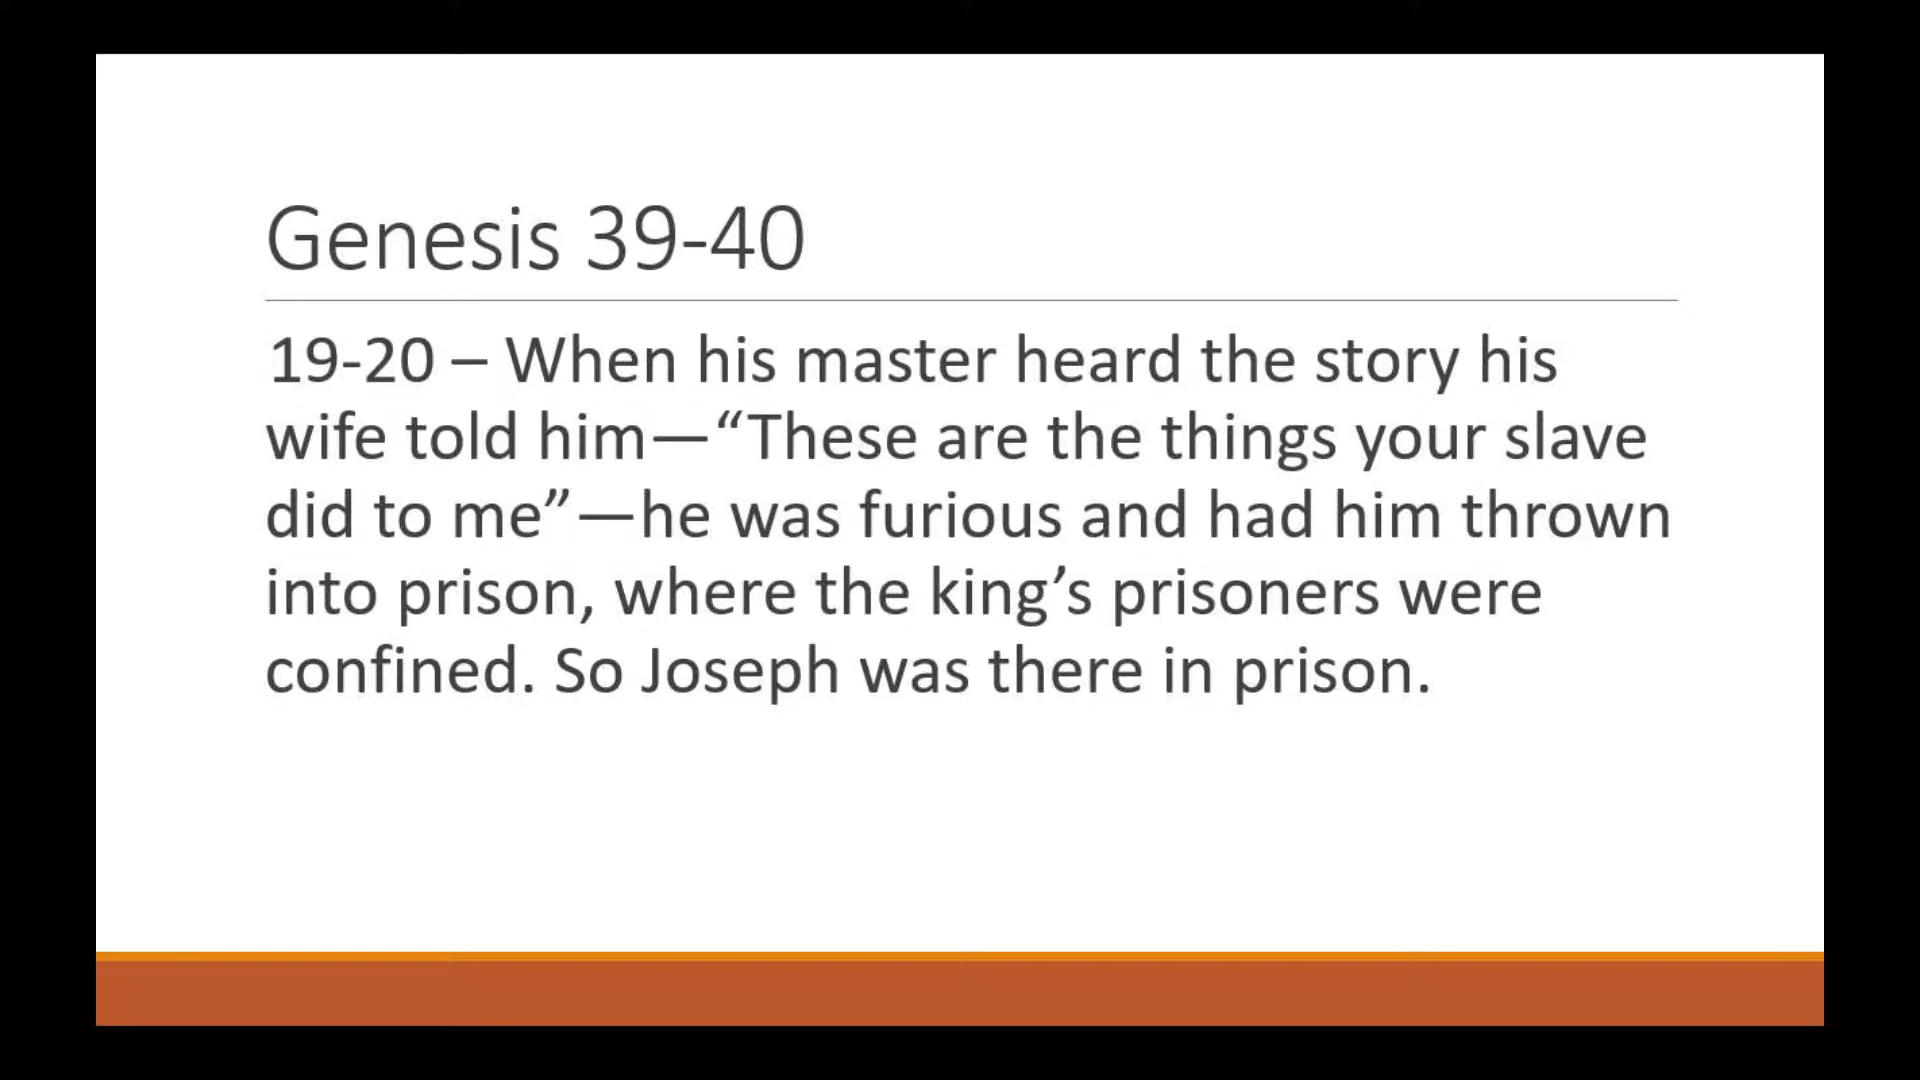 Genesis 39-40
19-20 – When his master heard the story his
wife told him—“These are the things your slave
did to me”—he was furious and had him thrown
into prison, where the king’s prisoners were
confined. So Joseph was there in prison.